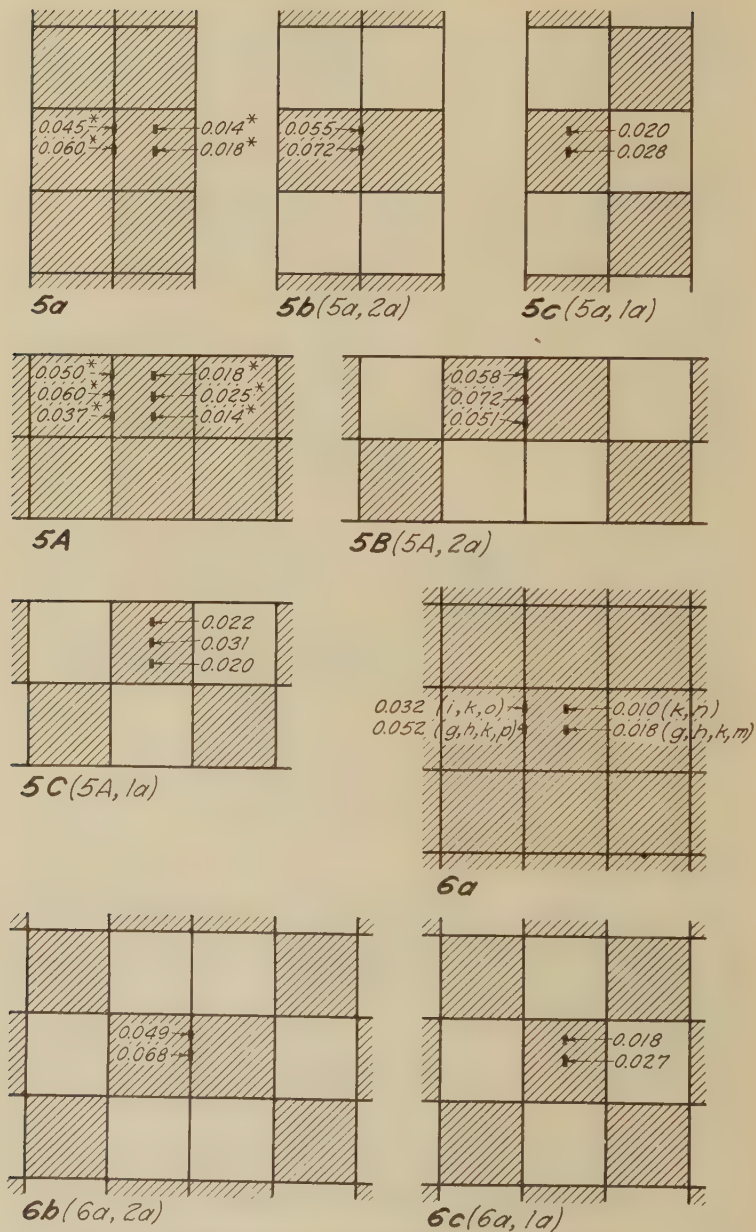 0.045* 0.014*
0.060* 0.018*
0.055
0.072
0.020
0.028
5a
5b (5a, 2a)
5c (5a, 1a)
0.050* 0.018*
0.060* 0.025*
0.037* 0.014*
0.058
0.072
0.051
5A
5B (5A, 2a)
0.022
0.031
0.020
5C (5A, 1a)
0.032 (i, k, o) 0.010 (k, n)
0.052 (g, h, k, p) 0.018 (g, h, k, m)
6a
0.049
0.068
0.018
0.027
6b (6a, 2a)
6c (6a, 1a)